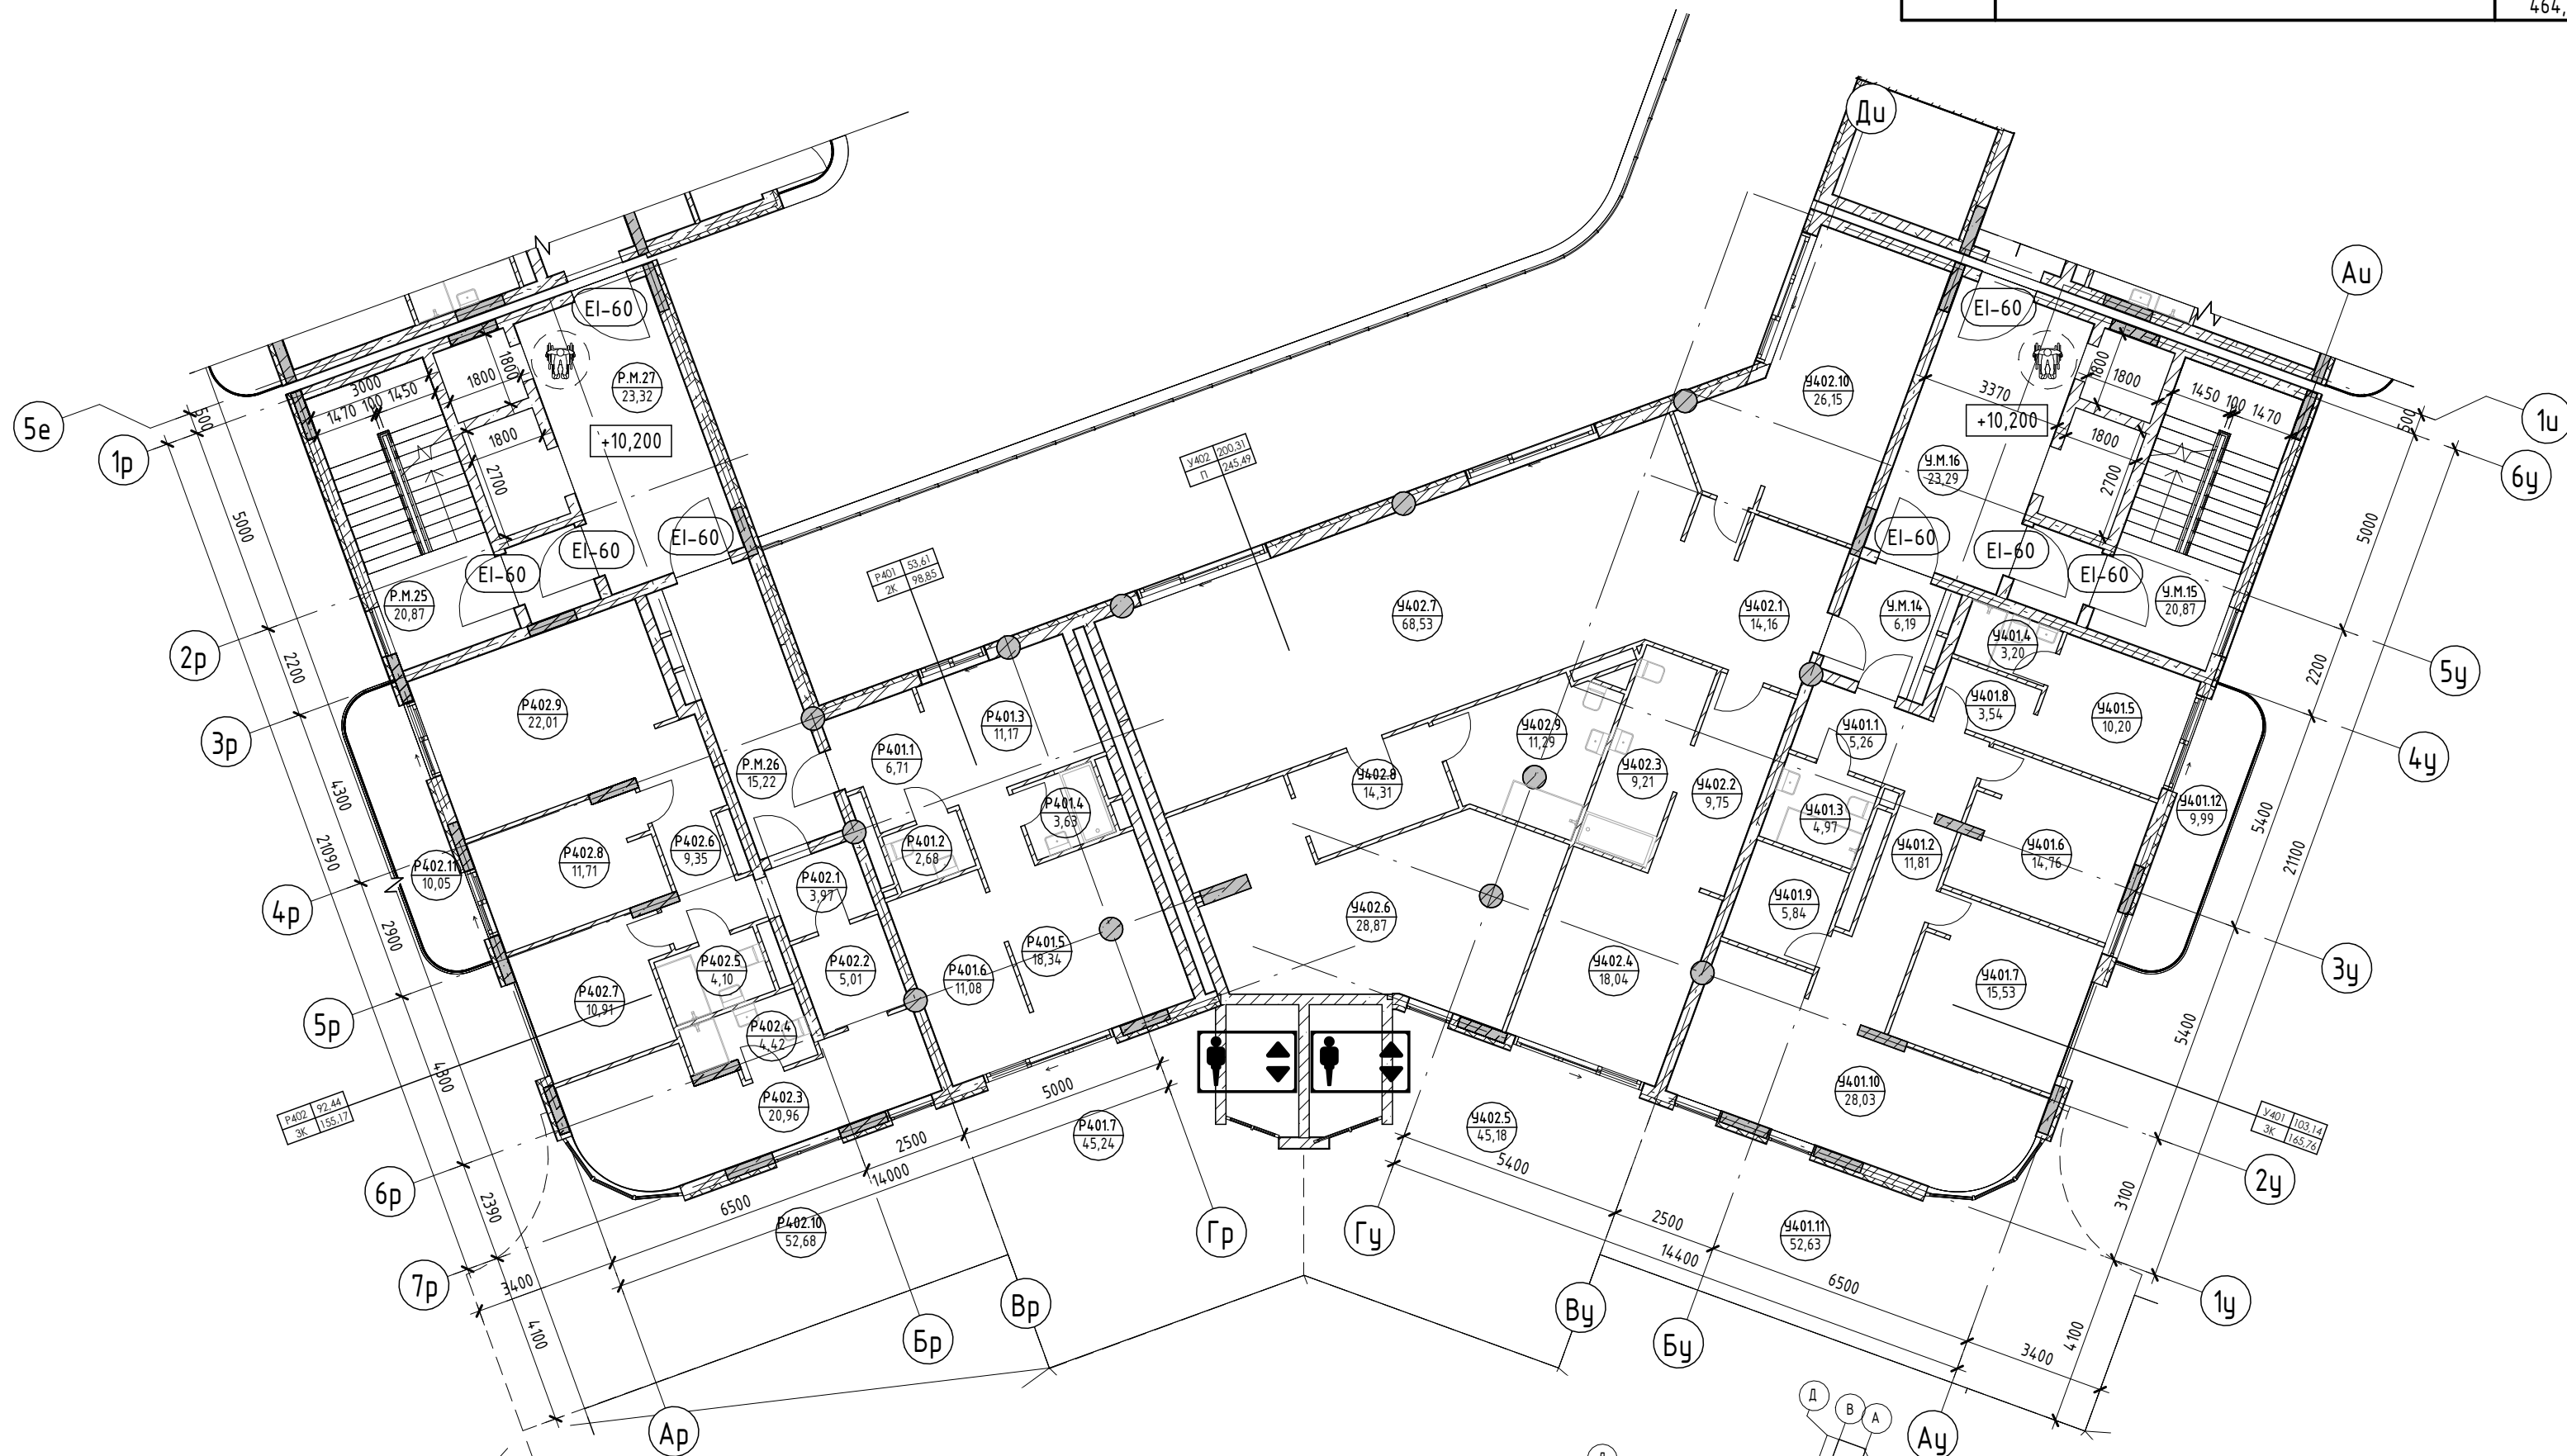 464,
Ди
Аи
5е
1р
2р
3р
4р
5р
6р
7р
1и
6у
5у
4у
3у
2у
1у
Ар
Бр
Вр
Гр
Гу
Ву
Бу
Ау
Д
В
А
EI-60
EI-60
EI-60
EI-60
EI-60
EI-60
EI-60
EI-60
+10,200
+10,200
Р.М.27
23,32
Р.М.25
20,87
Р.М.26
15,22
Р402.9
22,01
Р402.8
11,71
Р402.6
9,35
Р402.11
10,05
Р402.1
3,97
Р402.2
5,01
Р402.5
4,10
Р402.4
4,42
Р402.7
10,91
Р402.3
20,96
Р402.10
52,68
Р401.1
6,71
Р401.2
2,68
Р401.3
11,17
Р401.4
3,63
Р401.5
18,34
Р401.6
11,08
Р401.7
45,24
У402.10
26,15
У402.7
68,53
У402.1
14,16
У402.9
11,29
У402.8
14,31
У402.3
9,21
У402.2
9,75
У402.6
28,87
У402.4
18,04
У402.5
45,18
У.М.16
23,29
У.М.15
20,87
У.М.14
6,19
У401.4
3,20
У401.8
3,54
У401.5
10,20
У401.1
5,26
У401.3
4,97
У401.2
11,81
У401.6
14,76
У401.12
9,99
У401.9
5,84
У401.7
15,53
У401.10
28,03
У401.11
52,63
Р401 53,61
2К 98,85
У402 200,31
П 245,49
Р402 92,44
3К 155,17
У401 103,14
3К 165,76
500
5000
2200
4300
2900
4300
2390
4100
21090
3000
1470 100 1450
1800
1800
1800
2700
3370
1800
1800
1800
2700
1450 100 1470
500
5000
2200
5400
5400
3100
4100
21100
5000
2500
14000
6500
3400
5400
2500
14400
6500
3400